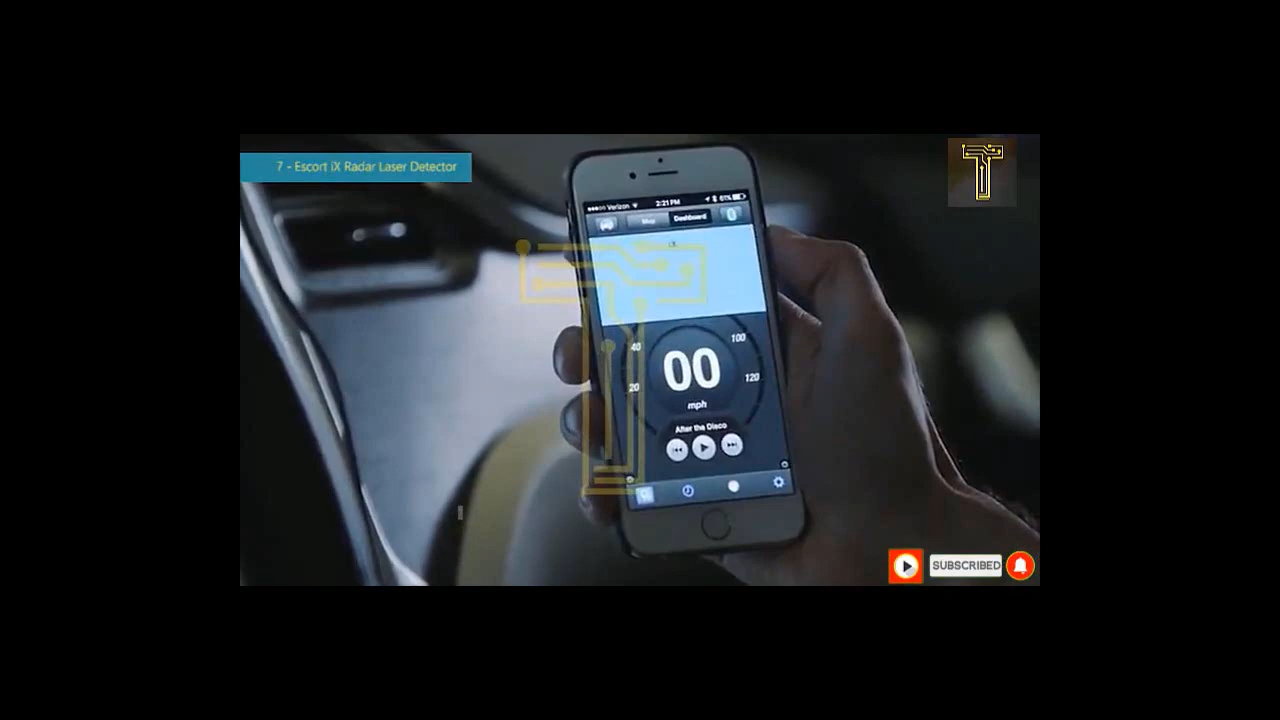 7 - Escort iX Radar Laser Detector
Verizon 2:21 PM 61%
Map Dashboard
iX
40 100
00
20 120
mph
After the Disco
SUBSCRIBED